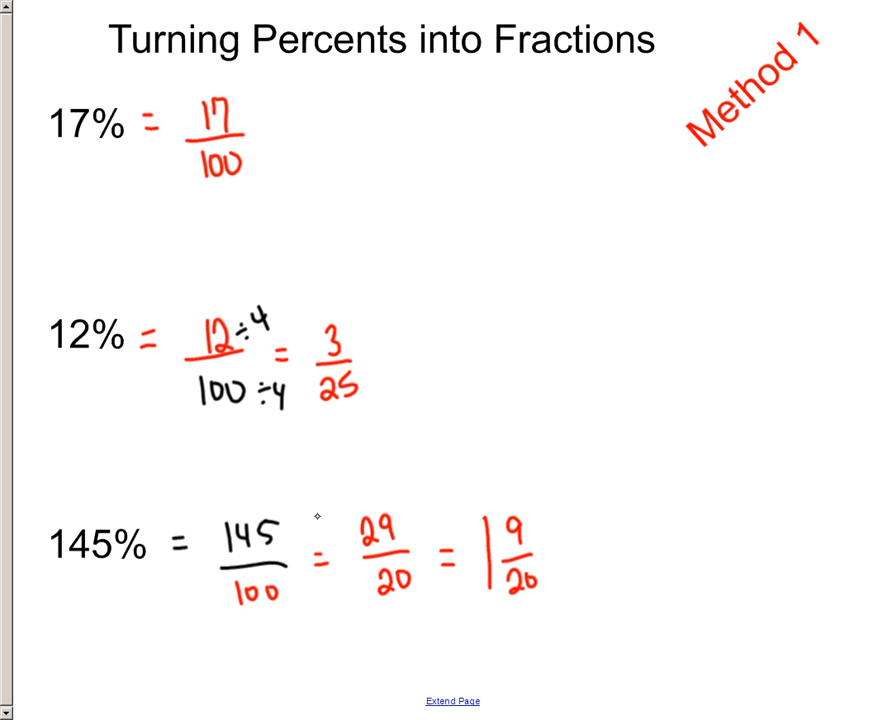 Turning Percents into Fractions
Method 1
17% = 17/100
12% = 12÷4/100÷4 = 3/25
145% = 145/100 = 29/20 = 1 9/20
Extend Page